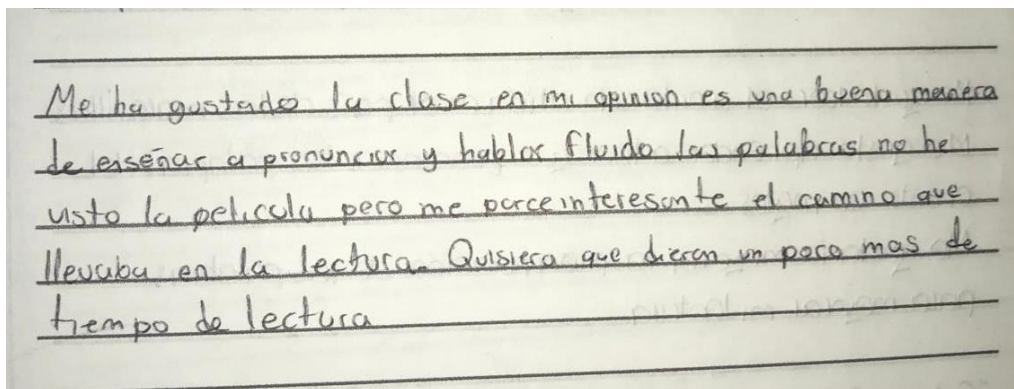 Me ha gustado la clase en mi opinion es una buena manera
de enseñar a pronunciar y hablar fluido las palabras no he
visto la pelicula pero me parce interesante el camino que
llevaba en la lectura. Quisiera que dieran un poco mas de
tiempo de lectura